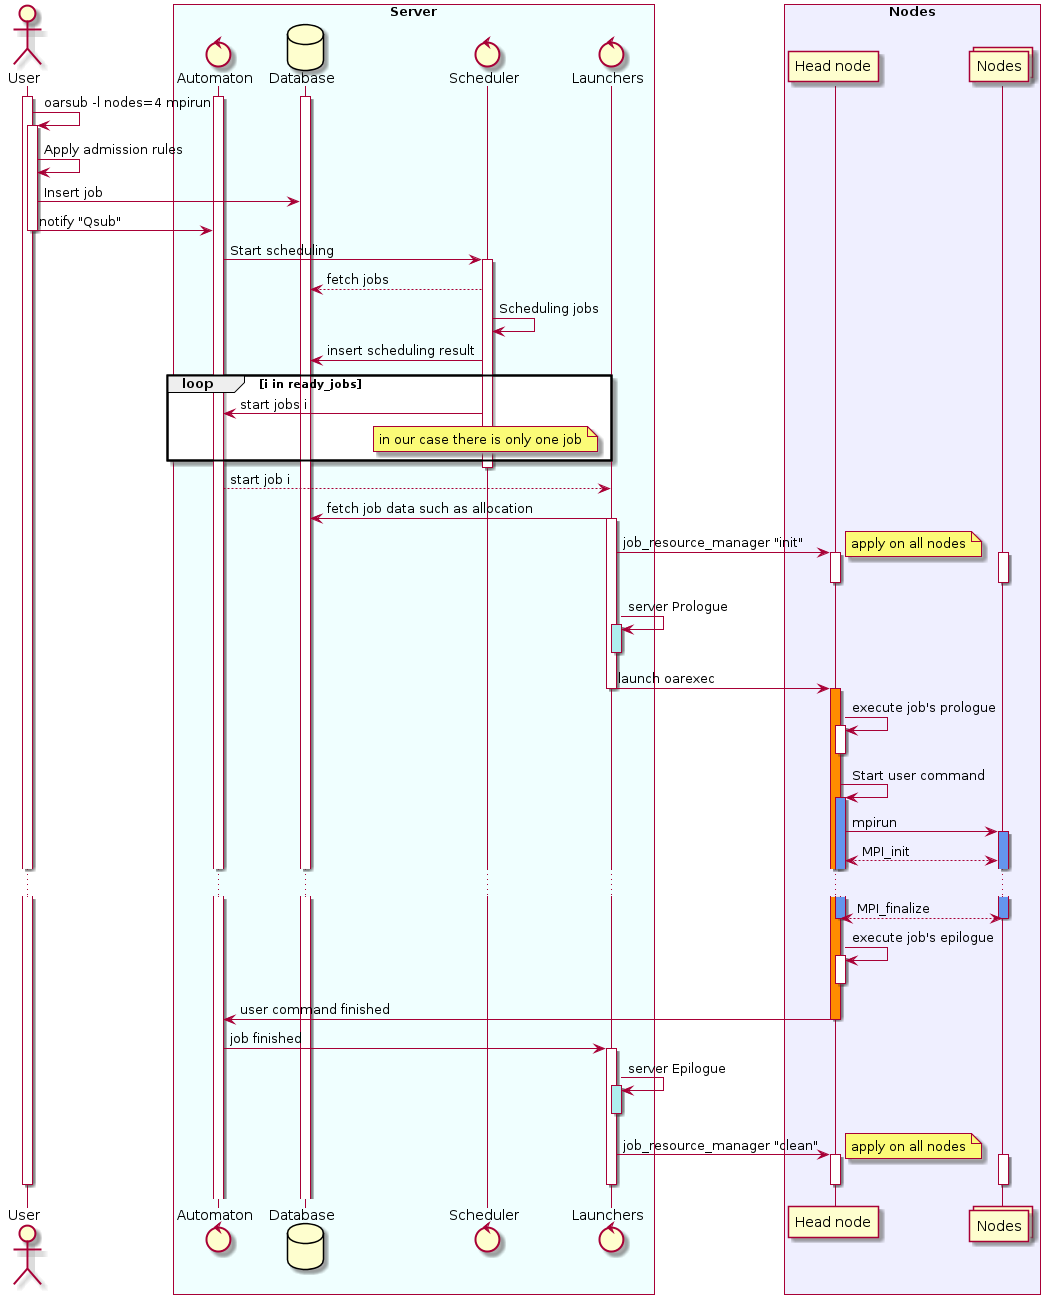 Server
Nodes
User
Automaton
Database
Scheduler
Launchers
Head node
Nodes
oarsub -l nodes=4 mpirun
Apply admission rules
Insert job
notify "Qsub"
Start scheduling
fetch jobs
Scheduling jobs
insert scheduling result
loop
[i in ready_jobs]
start jobs i
in our case there is only one job
start job i
fetch job data such as allocation
job_resource_manager "init"
apply on all nodes
server Prologue
launch oarexec
execute job's prologue
Start user command
mpirun
MPI_init
MPI_finalize
execute job's epilogue
user command finished
job finished
server Epilogue
job_resource_manager "clean"
apply on all nodes
User
Automaton
Database
Scheduler
Launchers
Head node
Nodes